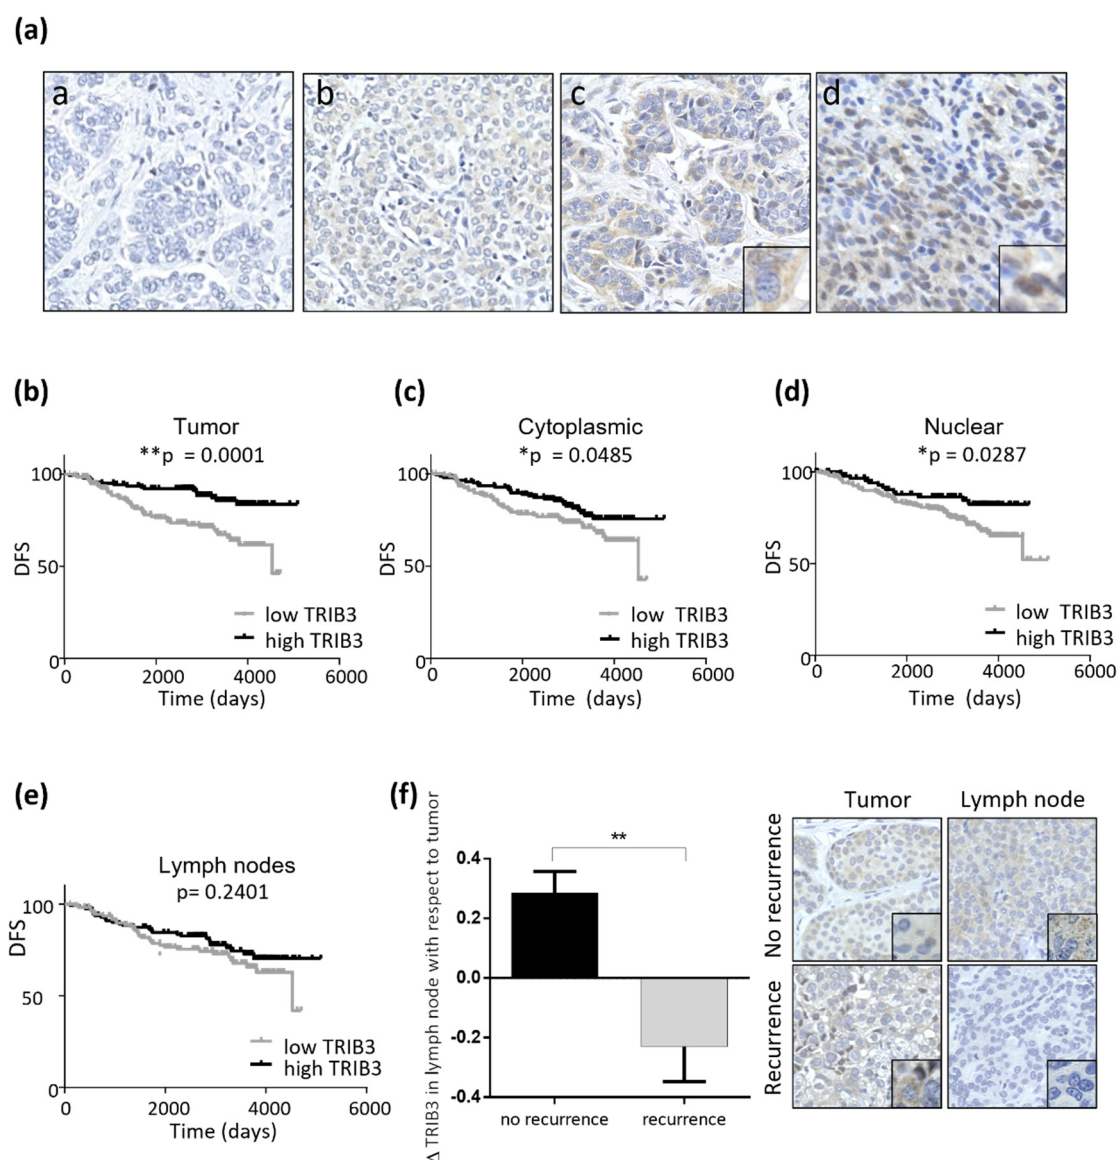 (a)
a
b
c
d
(b)
Tumor
**p = 0.0001
100
50
0
DFS
low TRIB3
high TRIB3
0 2000 4000 6000
Time (days)
(c)
Cytoplasmic
*p = 0.0485
100
50
0
DFS
low TRIB3
high TRIB3
0 2000 4000 6000
Time (days)
(d)
Nuclear
*p = 0.0287
100
50
0
DFS
low TRIB3
high TRIB3
0 2000 4000 6000
Time (days)
(e)
Lymph nodes
p= 0.2401
100
50
0
DFS
low TRIB3
high TRIB3
0 2000 4000 6000
Time (days)
(f)
Δ TRIB3 in lymph node with respect to tumor
**
0.4
0.2
0.0
-0.2
-0.4
no recurrence recurrence
Tumor Lymph node
No recurrence
Recurrence